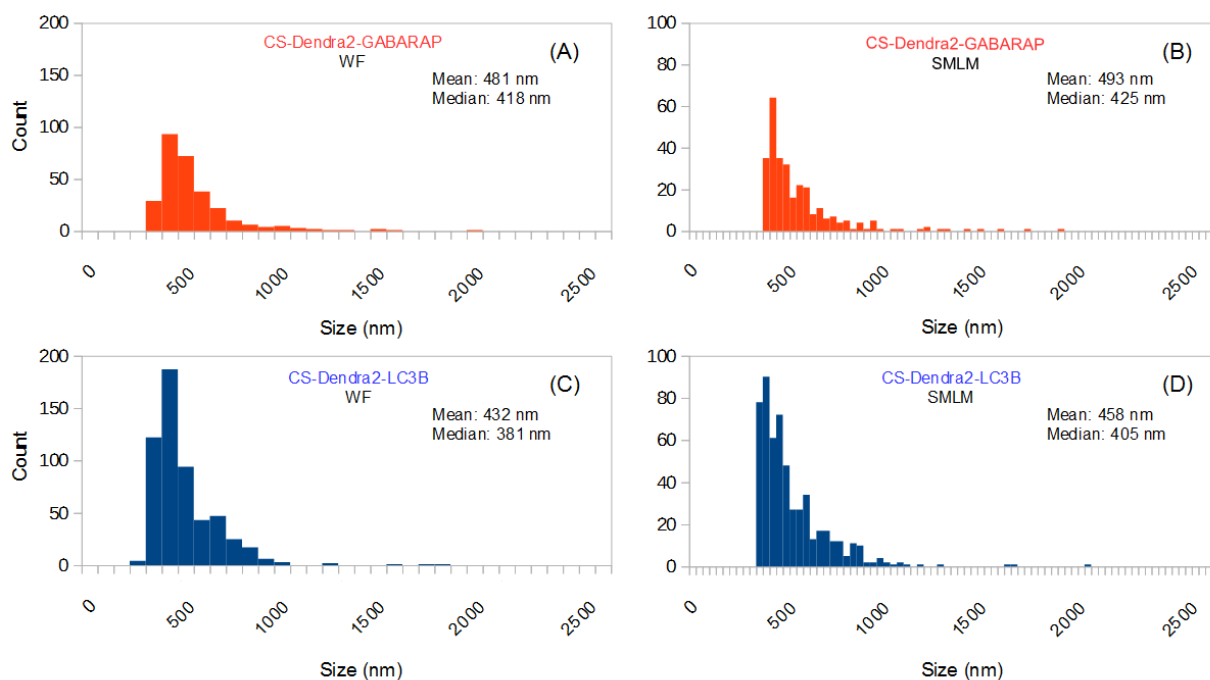 200
150
100
50
0
Count
CS-Dendra2-GABARAP
WF
(A)
Mean: 481 nm
Median: 418 nm
0
500
1000
1500
2000
2500
Size (nm)
100
80
60
40
20
0
CS-Dendra2-GABARAP
SMLM
(B)
Mean: 493 nm
Median: 425 nm
0
500
1000
1500
2000
2500
Size (nm)
200
150
100
50
0
Count
CS-Dendra2-LC3B
WF
(C)
Mean: 432 nm
Median: 381 nm
0
500
1000
1500
2000
2500
Size (nm)
100
80
60
40
20
0
CS-Dendra2-LC3B
SMLM
(D)
Mean: 458 nm
Median: 405 nm
0
500
1000
1500
2000
2500
Size (nm)